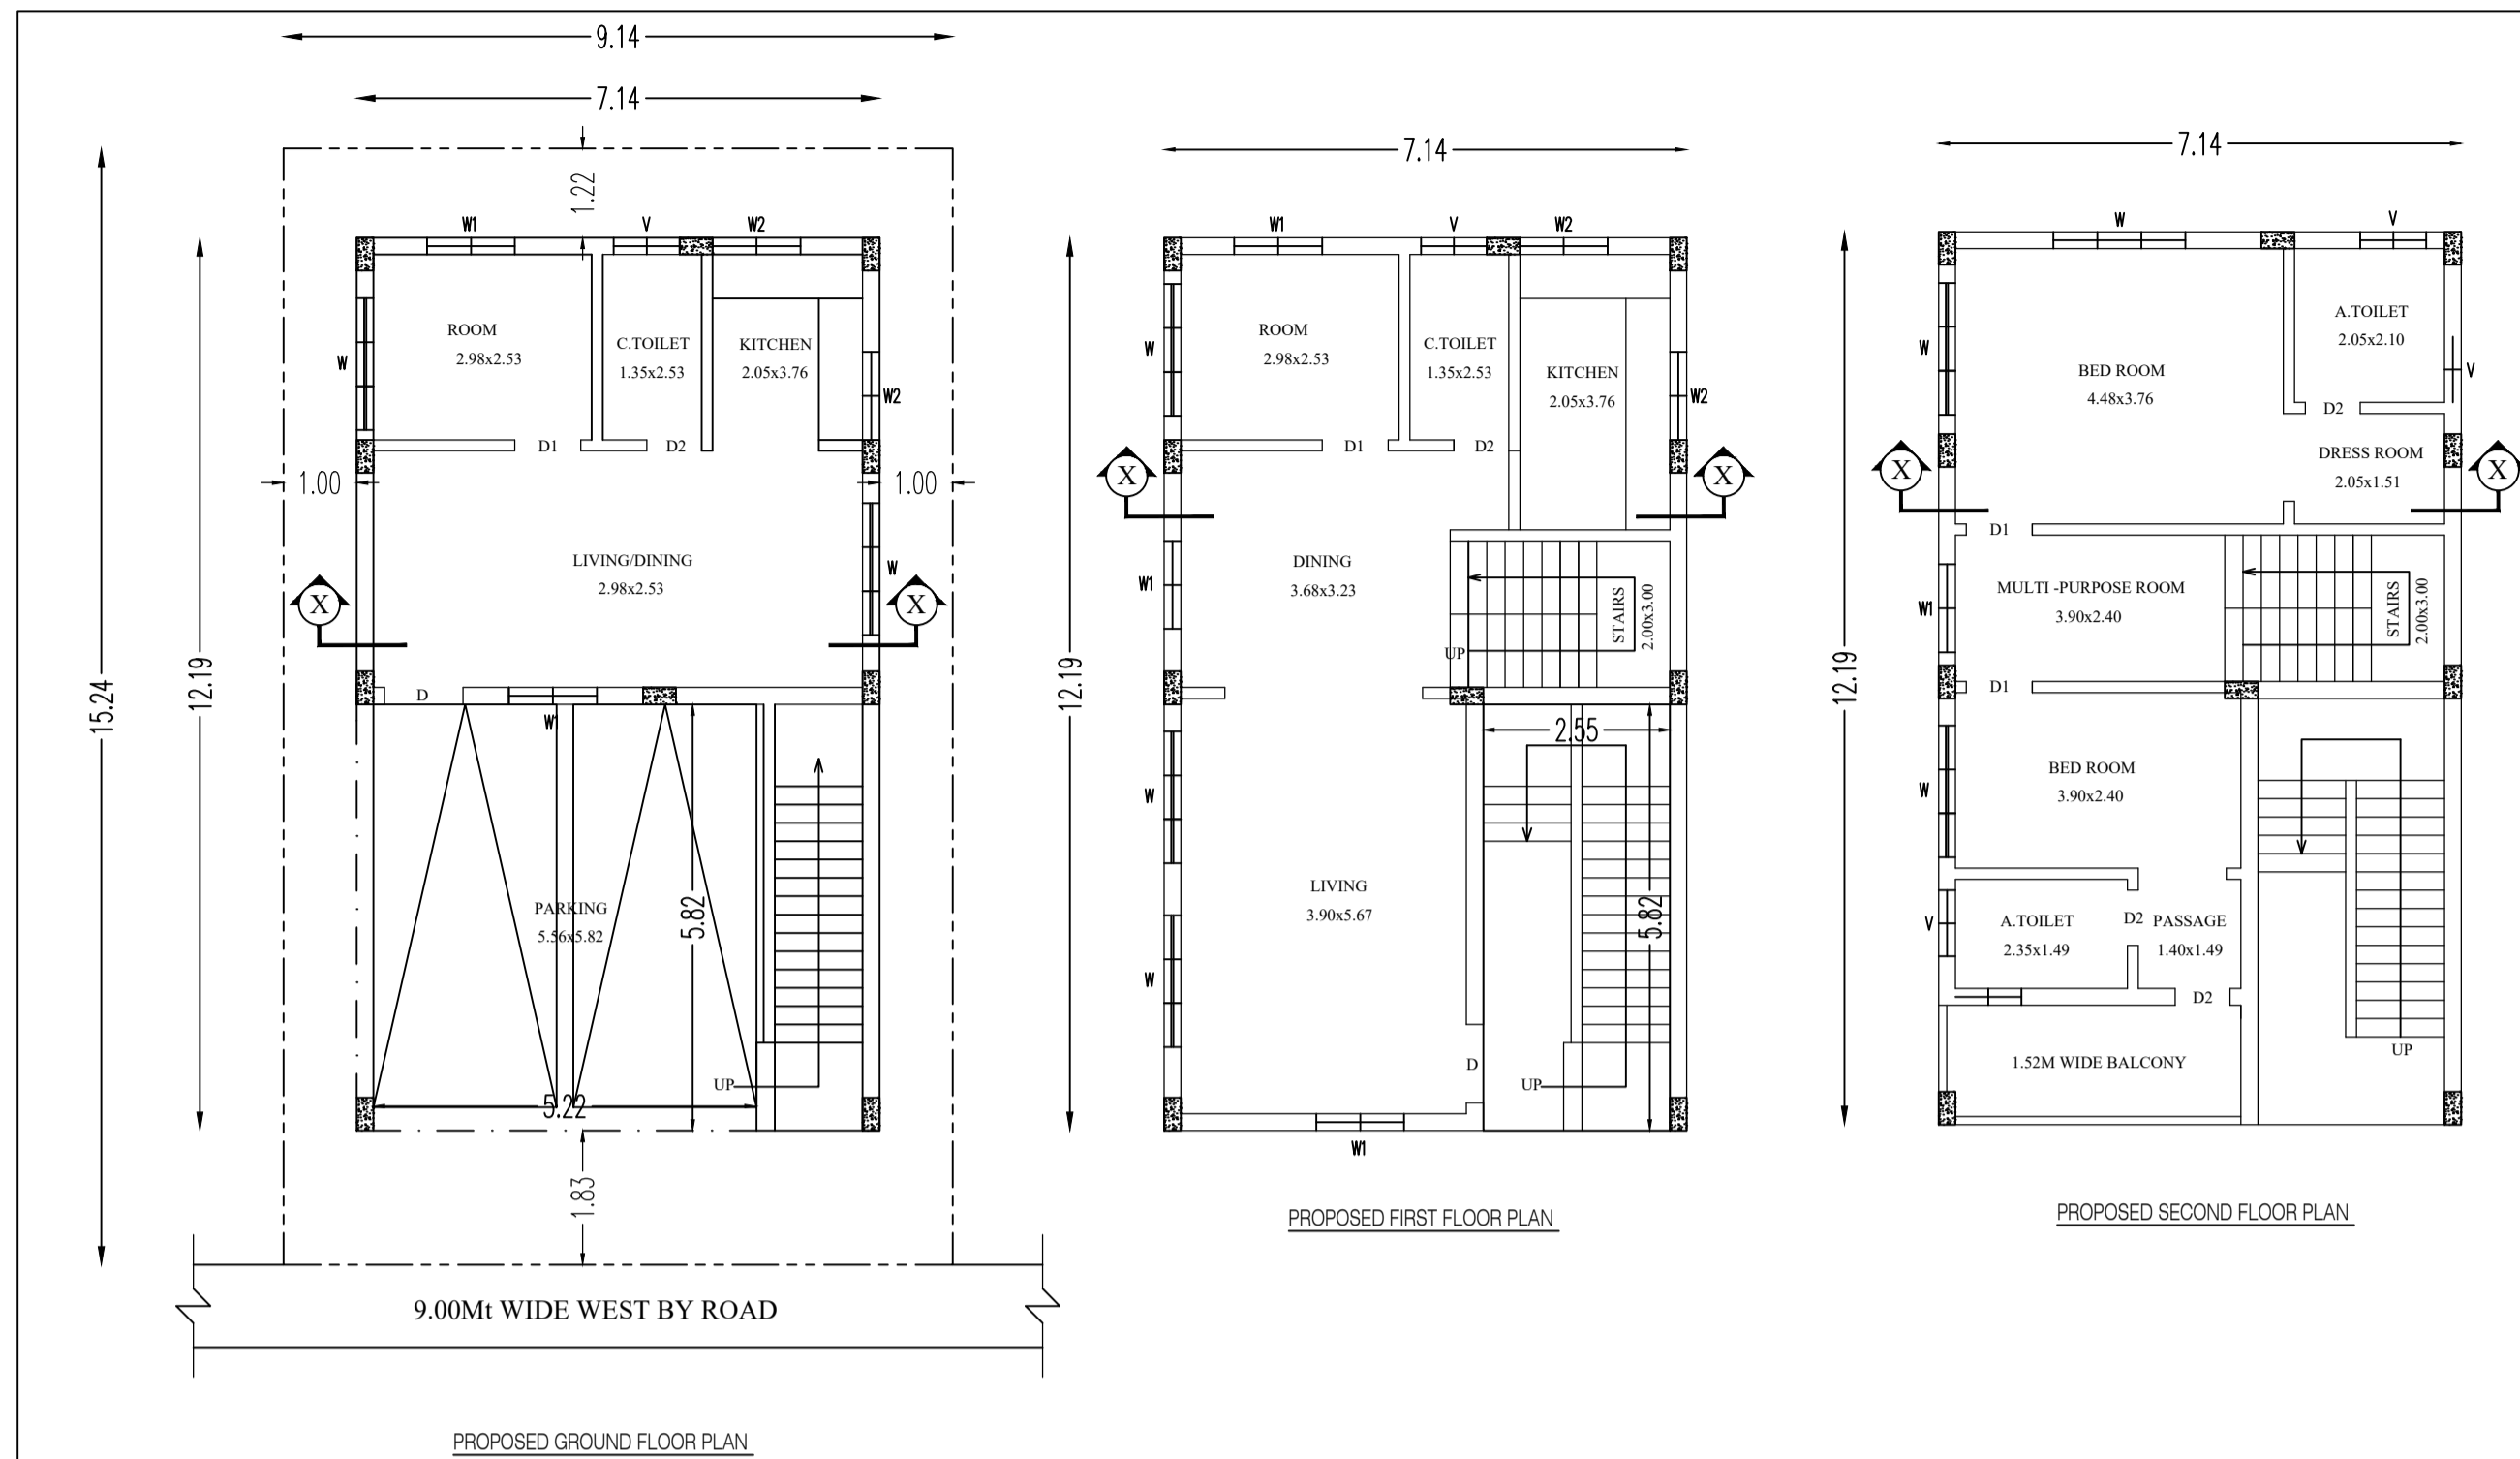 9.14
7.14
15.24
12.19
1.22
W1
V
W2
W
ROOM
2.98x2.53
C.TOILET
1.35x2.53
KITCHEN
2.05x3.76
W2
D1
D2
1.00
1.00
LIVING/DINING
2.98x2.53
W
X
X
D
W1
PARKING
5.56x5.82
5.82
UP
5.22
1.83
9.00Mt WIDE WEST BY ROAD
PROPOSED GROUND FLOOR PLAN
7.14
12.19
W1
V
W2
W
ROOM
2.98x2.53
C.TOILET
1.35x2.53
KITCHEN
2.05x3.76
W2
D1
D2
X
X
W1
DINING
3.68x3.23
STAIRS
2.00x3.00
UP
2.55
W
LIVING
3.90x5.67
5.82
W
D
UP
W1
PROPOSED FIRST FLOOR PLAN
7.14
12.19
W
V
W
A.TOILET
2.05x2.10
V
BED ROOM
4.48x3.76
D2
DRESS ROOM
2.05x1.51
X
X
D1
W1
MULTI -PURPOSE ROOM
3.90x2.40
STAIRS
2.00x3.00
D1
W
BED ROOM
3.90x2.40
V
A.TOILET
2.35x1.49
D2
PASSAGE
1.40x1.49
D2
1.52M WIDE BALCONY
UP
PROPOSED SECOND FLOOR PLAN